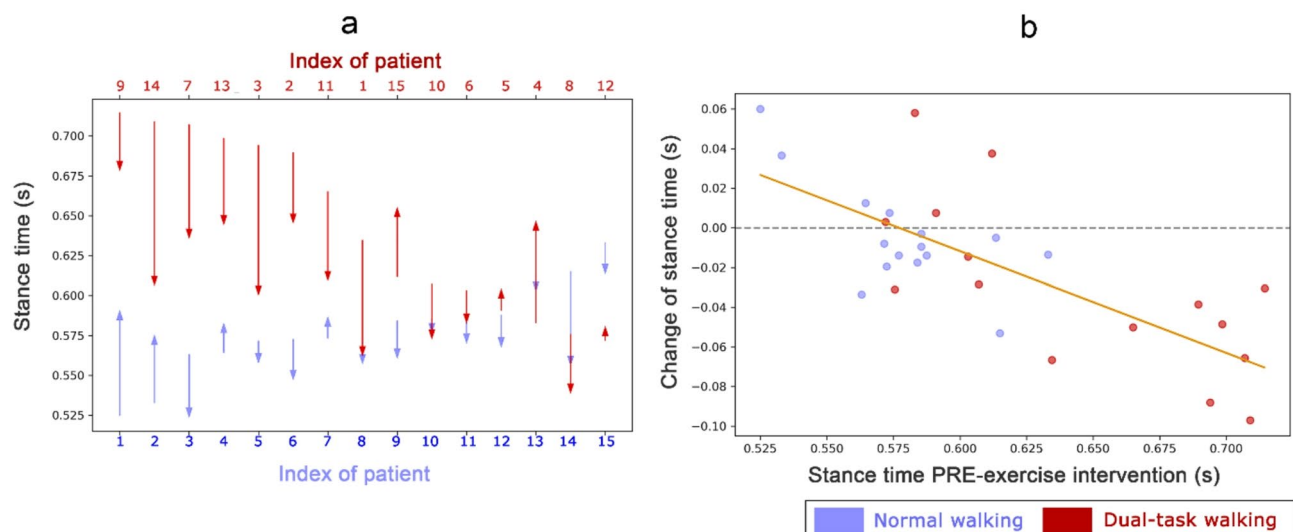 a
Index of patient
9 14 7 13 3 2 11 1 15 10 6 5 4 8 12
Stance time (s)
0.700
0.675
0.650
0.625
0.600
0.575
0.550
0.525
1 2 3 4 5 6 7 8 9 10 11 12 13 14 15
Index of patient
b
Change of stance time (s)
0.06
0.04
0.02
0.00
−0.02
−0.04
−0.06
−0.08
−0.10
0.525 0.550 0.575 0.600 0.625 0.650 0.675 0.700
Stance time PRE-exercise intervention (s)
Normal walking Dual-task walking